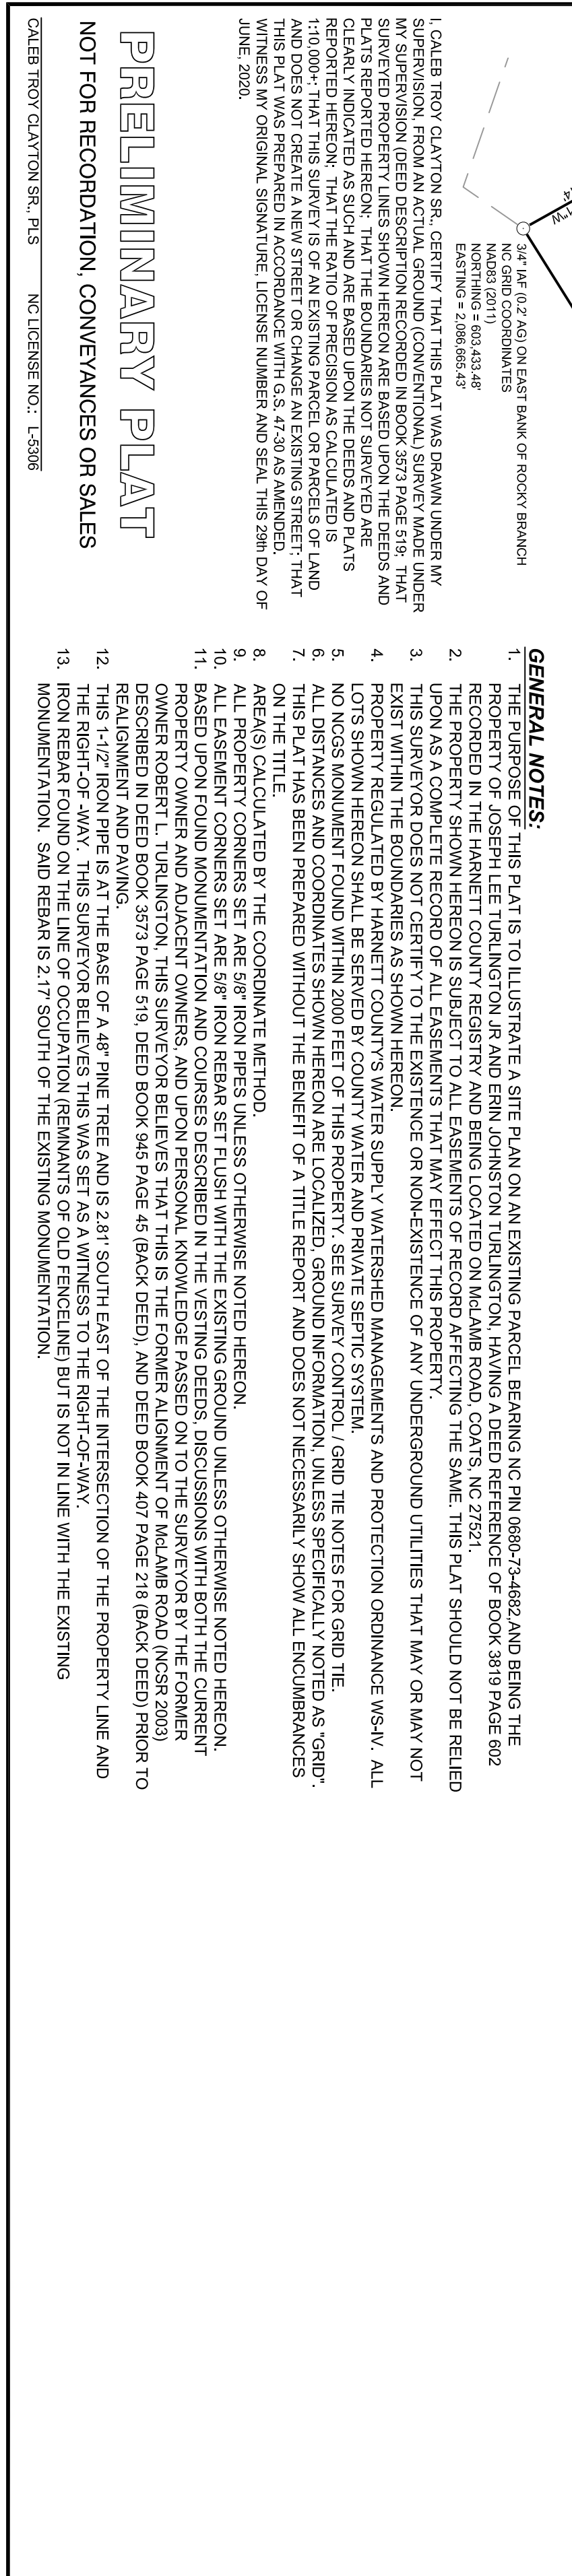 3/4" IAF (0.2' AG) ON EAST BANK OF ROCKY BRANCH
NC GRID COORDINATES
NAD83 (2011)
NORTHING = 603,433.48'
EASTING = 2,086,665.43'
I, CALEB TROY CLAYTON SR., CERTIFY THAT THIS PLAT WAS DRAWN UNDER MY
SUPERVISION, FROM AN ACTUAL GROUND (CONVENTIONAL) SURVEY MADE UNDER
MY SUPERVISION (DEED DESCRIPTION RECORDED IN BOOK 3573 PAGE 519; THAT
SURVEYED PROPERTY LINES SHOWN HEREON ARE BASED UPON THE DEEDS AND
PLATS REPORTED HEREON; THAT THE BOUNDARIES NOT SURVEYED ARE
CLEARLY INDICATED AS SUCH AND ARE BASED UPON THE DEEDS AND PLATS
REPORTED HEREON; THAT THE RATIO OF PRECISION AS CALCULATED IS
1:10,000+; THAT THIS SURVEY IS OF AN EXISTING PARCEL OR PARCELS OF LAND
AND DOES NOT CREATE A NEW STREET OR CHANGE AN EXISTING STREET; THAT
THIS PLAT WAS PREPARED IN ACCORDANCE WITH G.S. 47-30 AS AMENDED.
WITNESS MY ORIGINAL SIGNATURE, LICENSE NUMBER AND SEAL THIS 29th DAY OF
JUNE, 2020.
PRELIMINARY PLAT
NOT FOR RECORDATION, CONVEYANCES OR SALES
CALEB TROY CLAYTON SR., PLS NC LICENSE NO.: L-5306
GENERAL NOTES:
1. THE PURPOSE OF THIS PLAT IS TO ILLUSTRATE A SITE PLAN ON AN EXISTING PARCEL BEARING NC PIN 0680-73-4682,AND BEING THE
PROPERTY OF JOSEPH LEE TURLINGTON JR AND ERIN JOHNSTON TURLINGTON, HAVING A DEED REFERENCE OF BOOK 3819 PAGE 602
RECORDED IN THE HARNETT COUNTY REGISTRY AND BEING LOCATED ON McLAMB ROAD, COATS, NC 27521.
2. THE PROPERTY SHOWN HEREON IS SUBJECT TO ALL EASEMENTS OF RECORD AFFECTING THE SAME. THIS PLAT SHOULD NOT BE RELIED
UPON AS A COMPLETE RECORD OF ALL EASEMENTS THAT MAY EFFECT THIS PROPERTY.
3. THIS SURVEYOR DOES NOT CERTIFY TO THE EXISTENCE OR NON-EXISTENCE OF ANY UNDERGROUND UTILITIES THAT MAY OR MAY NOT
EXIST WITHIN THE BOUNDARIES AS SHOWN HEREON.
4. PROPERTY REGULATED BY HARNETT COUNTY'S WATER SUPPLY WATERSHED MANAGEMENTS AND PROTECTION ORDINANCE WS-IV. ALL
LOTS SHOWN HEREON SHALL BE SERVED BY COUNTY WATER AND PRIVATE SEPTIC SYSTEM.
5. NO NCGS MONUMENT FOUND WITHIN 2000 FEET OF THIS PROPERTY. SEE SURVEY CONTROL / GRID TIE NOTES FOR GRID TIE.
6. ALL DISTANCES AND COORDINATES SHOWN HEREON ARE LOCALIZED, GROUND INFORMATION, UNLESS SPECIFICALLY NOTED AS "GRID".
7. THIS PLAT HAS BEEN PREPARED WITHOUT THE BENEFIT OF A TITLE REPORT AND DOES NOT NECESSARILY SHOW ALL ENCUMBRANCES
ON THE TITLE.
8. AREA(S) CALCULATED BY THE COORDINATE METHOD.
9. ALL PROPERTY CORNERS SET ARE 5/8" IRON PIPES UNLESS OTHERWISE NOTED HEREON.
10. ALL EASEMENT CORNERS SET ARE 5/8" IRON REBAR SET FLUSH WITH THE EXISTING GROUND UNLESS OTHERWISE NOTED HEREON.
11. BASED UPON FOUND MONUMENTATION AND COURSES DESCRIBED IN THE VESTING DEEDS, DISCUSSIONS WITH BOTH THE CURRENT
PROPERTY OWNER AND ADJACENT OWNERS, AND UPON PERSONAL KNOWLEDGE PASSED ON TO THE SURVEYOR BY THE FORMER
OWNER ROBERT L. TURLINGTON, THIS SURVEYOR BELIEVES THAT THIS IS THE FORMER ALIGNMENT OF McLAMB ROAD (NCSR 2003)
DESCRIBED IN DEED BOOK 3573 PAGE 519, DEED BOOK 945 PAGE 45 (BACK DEED), AND DEED BOOK 407 PAGE 218 (BACK DEED) PRIOR TO
REALIGNMENT AND PAVING.
12. THIS 1-1/2" IRON PIPE IS AT THE BASE OF A 48" PINE TREE AND IS 2.81' SOUTH EAST OF THE INTERSECTION OF THE PROPERTY LINE AND
THE RIGHT-OF -WAY. THIS SURVEYOR BELIEVES THIS WAS SET AS A WITNESS TO THE RIGHT-OF-WAY.
13. IRON REBAR FOUND ON THE LINE OF OCCUPATION (REMNANTS OF OLD FENCELINE) BUT IS NOT IN LINE WITH THE EXISTING
MONUMENTATION. SAID REBAR IS 2.17' SOUTH OF THE EXISTING MONUMENTATION.